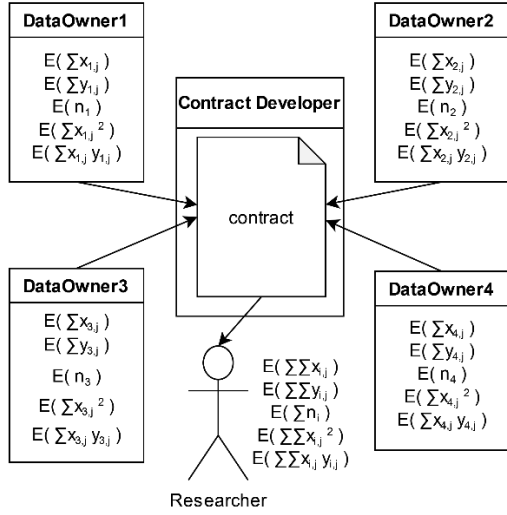 DataOwner1
E( ∑x₁,ⱼ )
E( ∑y₁,ⱼ )
E( n₁ )
E( ∑x₁,ⱼ ² )
E( ∑x₁,ⱼ y₁,ⱼ )
DataOwner2
E( ∑x₂,ⱼ )
E( ∑y₂,ⱼ )
E( n₂ )
E( ∑x₂,ⱼ ² )
E( ∑x₂,ⱼ y₂,ⱼ )
Contract Developer
contract
DataOwner3
E( ∑x₃,ⱼ )
E( ∑y₃,ⱼ )
E( n₃ )
E( ∑x₃,ⱼ ² )
E( ∑x₃,ⱼ y₃,ⱼ )
DataOwner4
E( ∑x₄,ⱼ )
E( ∑y₄,ⱼ )
E( n₄ )
E( ∑x₄,ⱼ ² )
E( ∑x₄,ⱼ y₄,ⱼ )
E( ∑∑xᵢ,ⱼ )
E( ∑∑yᵢ,ⱼ )
E( ∑nᵢ )
E( ∑∑xᵢ,ⱼ ² )
E( ∑∑xᵢ,ⱼ yᵢ,ⱼ )
Researcher